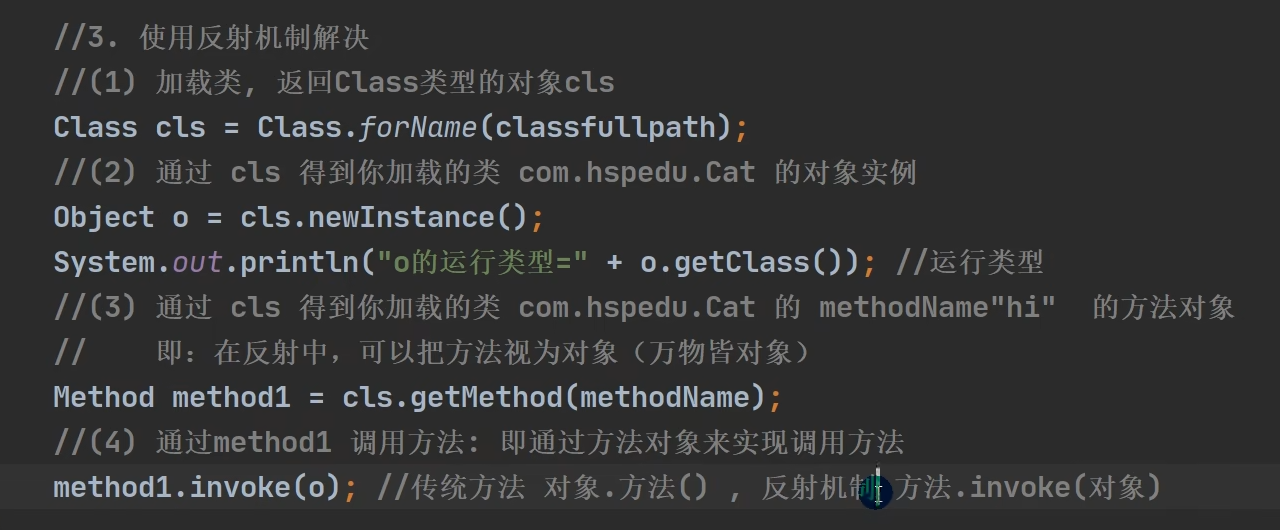 //3. 使用反射机制解决
//(1) 加载类, 返回Class类型的对象cls
Class cls = Class.forName(classfullpath);
//(2) 通过 cls 得到你加载的类 com.hspedu.Cat 的对象实例
Object o = cls.newInstance();
System.out.println("o的运行类型=" + o.getClass()); //运行类型
//(3) 通过 cls 得到你加载的类 com.hspedu.Cat 的 methodName"hi"  的方法对象
//    即：在反射中，可以把方法视为对象（万物皆对象）
Method method1 = cls.getMethod(methodName);
//(4) 通过method1 调用方法: 即通过方法对象来实现调用方法
method1.invoke(o); //传统方法 对象.方法() , 反射机制 方法.invoke(对象)